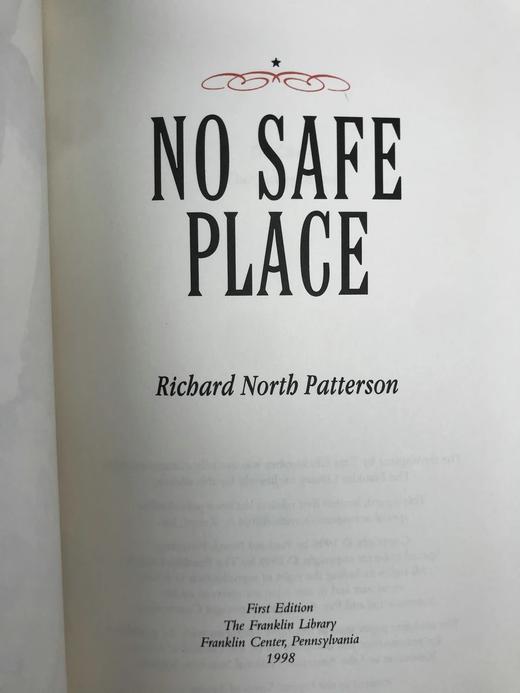 NO SAFE
PLACE
Richard North Patterson
First Edition
The Franklin Library
Franklin Center, Pennsylvania
1998